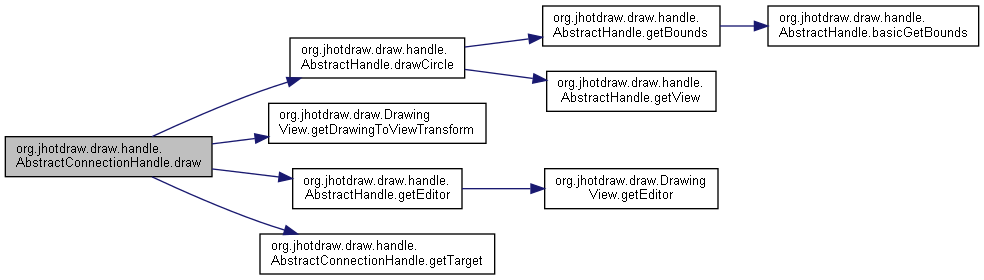 org.jhotdraw.draw.handle.
AbstractConnectionHandle.draw
org.jhotdraw.draw.handle.
AbstractHandle.drawCircle
org.jhotdraw.draw.handle.
AbstractHandle.getBounds
org.jhotdraw.draw.handle.
AbstractHandle.basicGetBounds
org.jhotdraw.draw.handle.
AbstractHandle.getView
org.jhotdraw.draw.Drawing
View.getDrawingToViewTransform
org.jhotdraw.draw.handle.
AbstractHandle.getEditor
org.jhotdraw.draw.Drawing
View.getEditor
org.jhotdraw.draw.handle.
AbstractConnectionHandle.getTarget